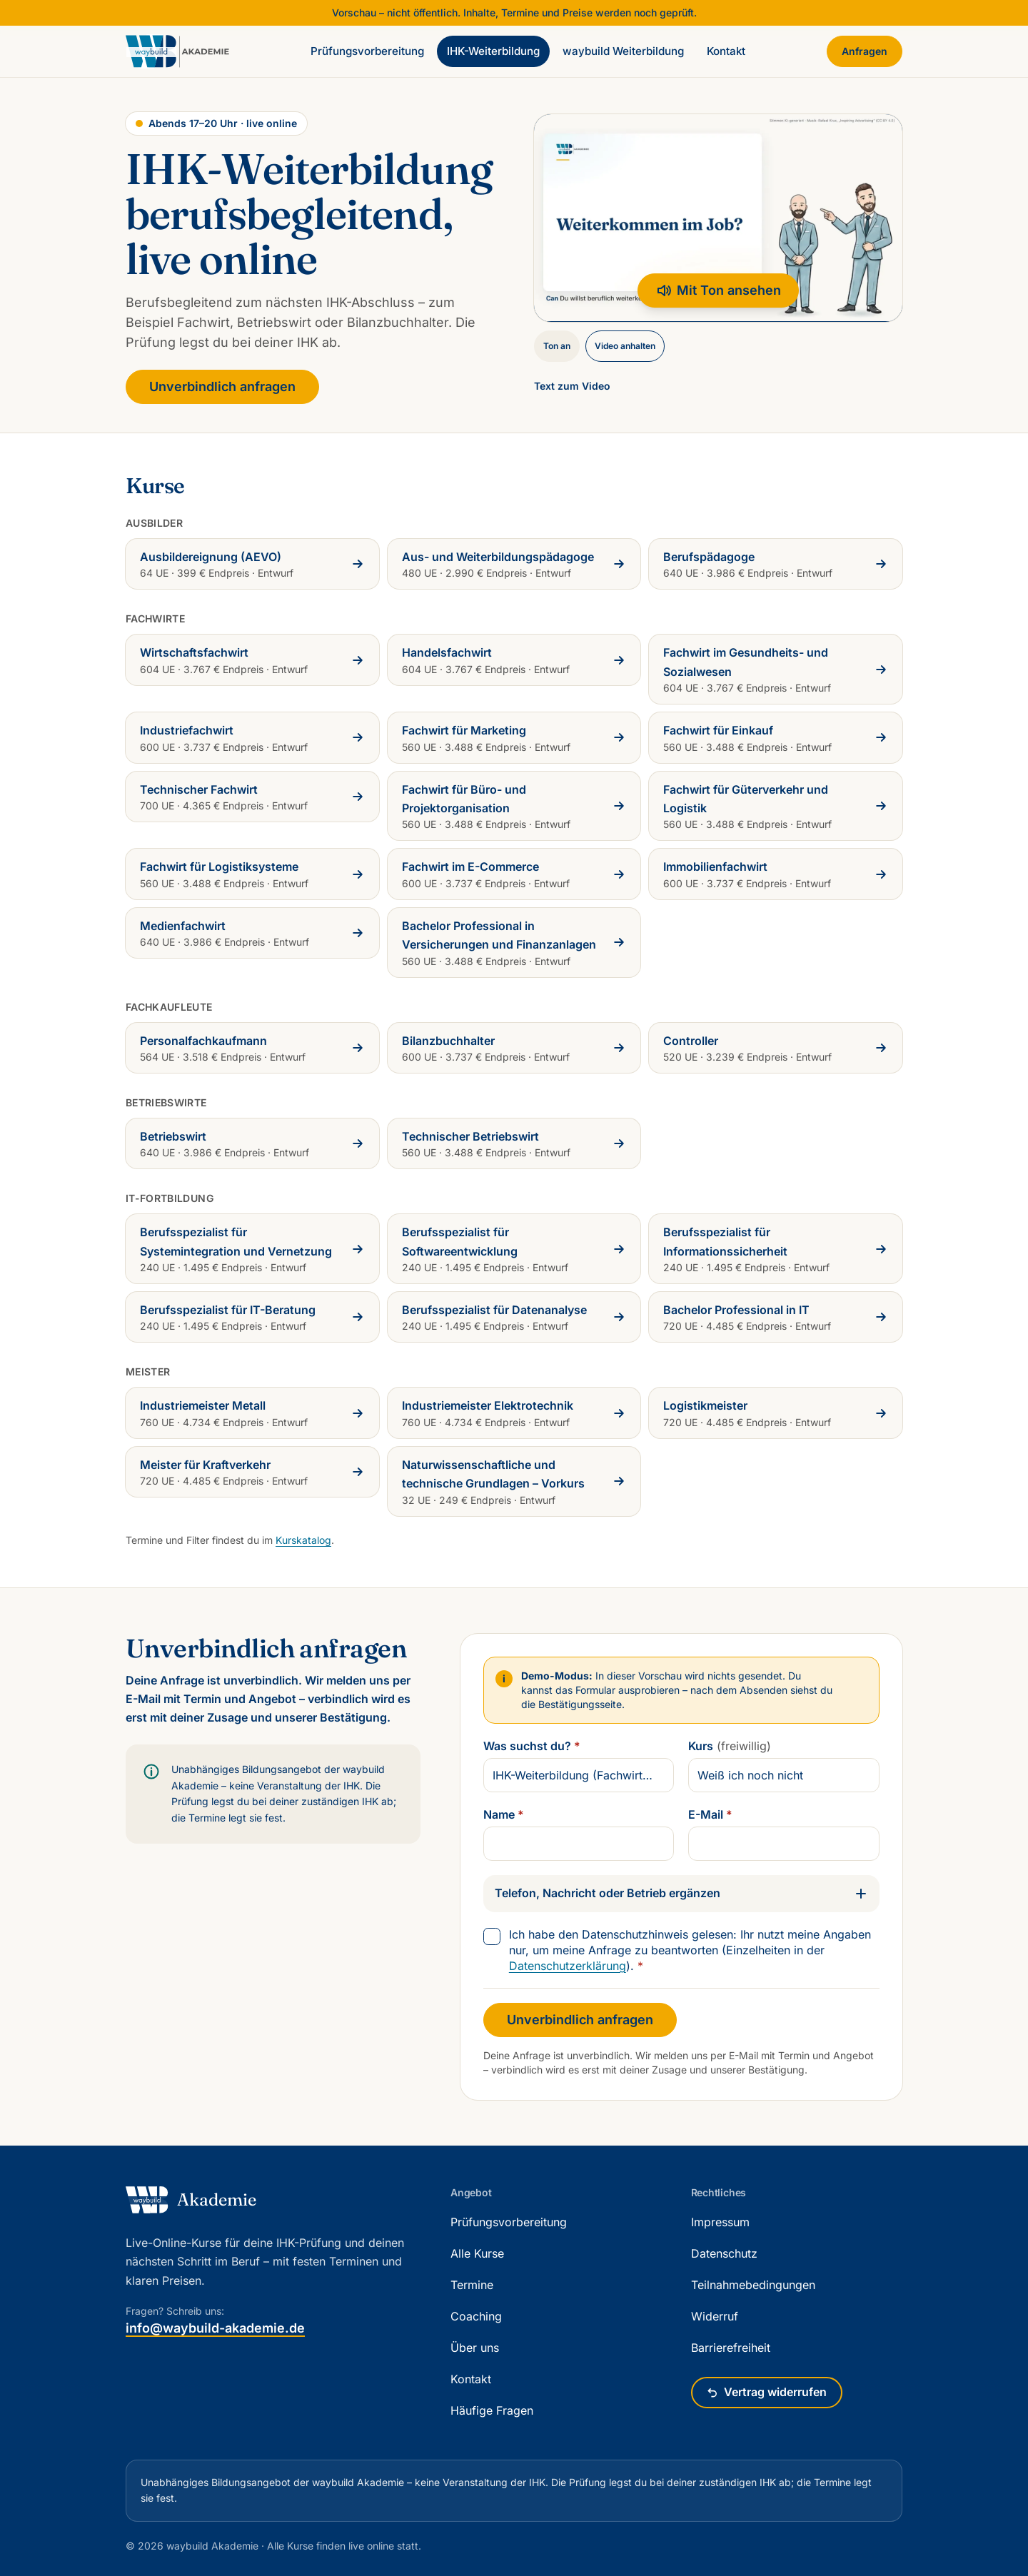 Vorschau – nicht öffentlich. Inhalte, Termine und Preise werden noch geprüft.
waybuild AKADEMIE
Prüfungsvorbereitung
IHK-Weiterbildung
waybuild Weiterbildung
Kontakt
Anfragen
Abends 17–20 Uhr · live online
IHK-Weiterbildung
berufsbegleitend,
live online
Berufsbegleitend zum nächsten IHK-Abschluss – zum
Beispiel Fachwirt, Betriebswirt oder Bilanzbuchhalter. Die
Prüfung legst du bei deiner IHK ab.
Unverbindlich anfragen
Weiterkommen im Job?
Can Du willst beruflich
Mit Ton ansehen
Ton an
Video anhalten
Text zum Video
Kurse
AUSBILDER
Ausbildereignung (AEVO)
64 UE · 399 € Endpreis · Entwurf
Aus- und Weiterbildungspädagoge
480 UE · 2.990 € Endpreis · Entwurf
Berufspädagoge
640 UE · 3.986 € Endpreis · Entwurf
FACHWIRTE
Wirtschaftsfachwirt
604 UE · 3.767 € Endpreis · Entwurf
Handelsfachwirt
604 UE · 3.767 € Endpreis · Entwurf
Fachwirt im Gesundheits- und
Sozialwesen
604 UE · 3.767 € Endpreis · Entwurf
Industriefachwirt
600 UE · 3.737 € Endpreis · Entwurf
Fachwirt für Marketing
560 UE · 3.488 € Endpreis · Entwurf
Fachwirt für Einkauf
560 UE · 3.488 € Endpreis · Entwurf
Technischer Fachwirt
700 UE · 4.365 € Endpreis · Entwurf
Fachwirt für Büro- und
Projektorganisation
560 UE · 3.488 € Endpreis · Entwurf
Fachwirt für Güterverkehr und
Logistik
560 UE · 3.488 € Endpreis · Entwurf
Fachwirt für Logistiksysteme
560 UE · 3.488 € Endpreis · Entwurf
Fachwirt im E-Commerce
600 UE · 3.737 € Endpreis · Entwurf
Immobilienfachwirt
600 UE · 3.737 € Endpreis · Entwurf
Medienfachwirt
640 UE · 3.986 € Endpreis · Entwurf
Bachelor Professional in
Versicherungen und Finanzanlagen
560 UE · 3.488 € Endpreis · Entwurf
FACHKAUFLEUTE
Personalfachkaufmann
564 UE · 3.518 € Endpreis · Entwurf
Bilanzbuchhalter
600 UE · 3.737 € Endpreis · Entwurf
Controller
520 UE · 3.239 € Endpreis · Entwurf
BETRIEBSWIRTE
Betriebswirt
640 UE · 3.986 € Endpreis · Entwurf
Technischer Betriebswirt
560 UE · 3.488 € Endpreis · Entwurf
IT-FORTBILDUNG
Berufsspezialist für
Systemintegration und Vernetzung
240 UE · 1.495 € Endpreis · Entwurf
Berufsspezialist für
Softwareentwicklung
240 UE · 1.495 € Endpreis · Entwurf
Berufsspezialist für
Informationssicherheit
240 UE · 1.495 € Endpreis · Entwurf
Berufsspezialist für IT-Beratung
240 UE · 1.495 € Endpreis · Entwurf
Berufsspezialist für Datenanalyse
240 UE · 1.495 € Endpreis · Entwurf
Bachelor Professional in IT
720 UE · 4.485 € Endpreis · Entwurf
MEISTER
Industriemeister Metall
760 UE · 4.734 € Endpreis · Entwurf
Industriemeister Elektrotechnik
760 UE · 4.734 € Endpreis · Entwurf
Logistikmeister
720 UE · 4.485 € Endpreis · Entwurf
Meister für Kraftverkehr
720 UE · 4.485 € Endpreis · Entwurf
Naturwissenschaftliche und
technische Grundlagen – Vorkurs
32 UE · 249 € Endpreis · Entwurf
Termine und Filter findest du im Kurskatalog.
Unverbindlich anfragen
Deine Anfrage ist unverbindlich. Wir melden uns per
E-Mail mit Termin und Angebot – verbindlich wird es
erst mit deiner Zusage und unserer Bestätigung.
Unabhängiges Bildungsangebot der waybuild
Akademie – keine Veranstaltung der IHK. Die
Prüfung legst du bei deiner zuständigen IHK ab;
die Termine legt sie fest.
Demo-Modus: In dieser Vorschau wird nichts gesendet. Du
kannst das Formular ausprobieren – nach dem Absenden siehst du
die Bestätigungsseite.
Was suchst du? *
Kurs (freiwillig)
IHK-Weiterbildung (Fachwirt...
Weiß ich noch nicht
Name *
E-Mail *
Telefon, Nachricht oder Betrieb ergänzen
Ich habe den Datenschutzhinweis gelesen: Ihr nutzt meine Angaben
nur, um meine Anfrage zu beantworten (Einzelheiten in der
Datenschutzerklärung). *
Unverbindlich anfragen
Deine Anfrage ist unverbindlich. Wir melden uns per E-Mail mit Termin und Angebot
– verbindlich wird es erst mit deiner Zusage und unserer Bestätigung.
waybuild Akademie
Live-Online-Kurse für deine IHK-Prüfung und deinen
nächsten Schritt im Beruf – mit festen Terminen und
klaren Preisen.
Fragen? Schreib uns:
info@waybuild-akademie.de
Angebot
Prüfungsvorbereitung
Alle Kurse
Termine
Coaching
Über uns
Kontakt
Häufige Fragen
Rechtliches
Impressum
Datenschutz
Teilnahmebedingungen
Widerruf
Barrierefreiheit
Vertrag widerrufen
Unabhängiges Bildungsangebot der waybuild Akademie – keine Veranstaltung der IHK. Die Prüfung legst du bei deiner zuständigen IHK ab; die Termine legt
sie fest.
© 2026 waybuild Akademie · Alle Kurse finden live online statt.